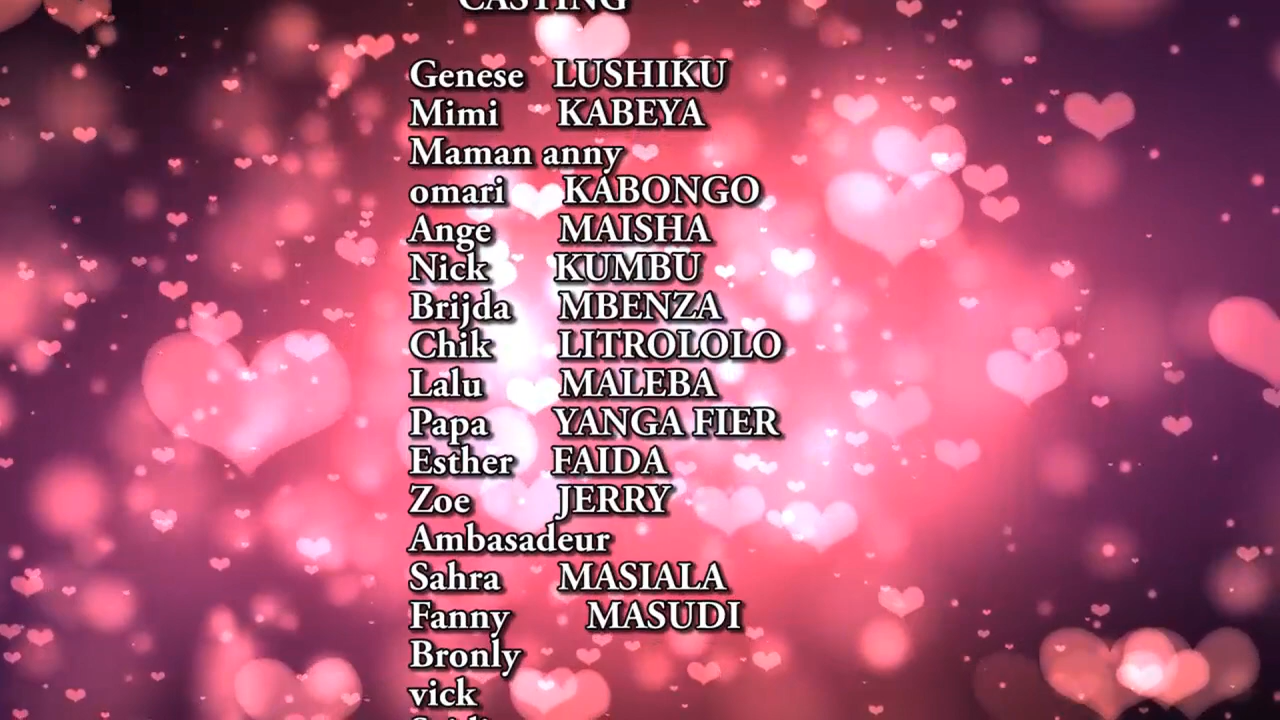 CASTING
Genese LUSHIKU
Mimi KABEYA
Maman anny
omari KABONGO
Ange MAISHA
Nick KUMBU
Brijda MBENZA
Chik LITROLOLO
Lalu MALEBA
Papa YANGA FIER
Esther FAIDA
Zoe JERRY
Ambasadeur
Sahra MASIALA
Fanny MASUDI
Bronly
vick